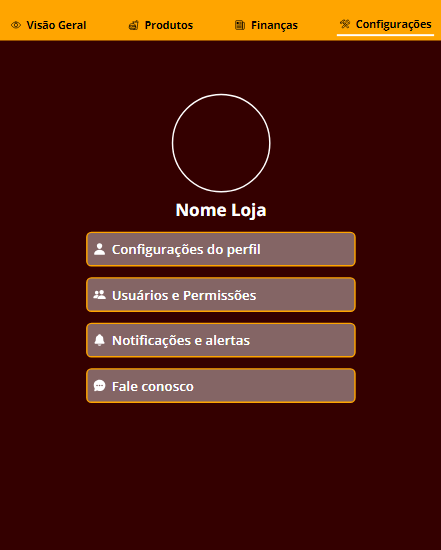 Visão Geral
Produtos
Finanças
Configurações
Nome Loja
Configurações do perfil
Usuários e Permissões
Notificações e alertas
Fale conosco